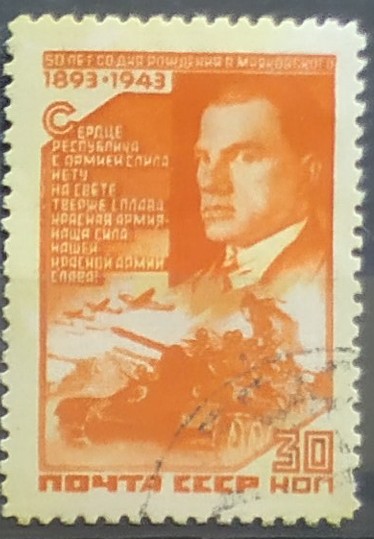 50 ЛЕТ СО ДНЯ РОЖДЕНИЯ В. МАЯКОВСКОГО
1893·1943
СЕРДЦЕ
РЕСПУБЛИКА
С АРМИЕЙ СЛИЛА
НЕТУ
НА СВЕТЕ
ТВЕРЖЕ СПЛАВА
КРАСНАЯ АРМИЯ-
НАША СИЛА
НАШЕЙ
КРАСНОЙ АРМИИ
СЛАВА!
30
ПОЧТА СССР КОП